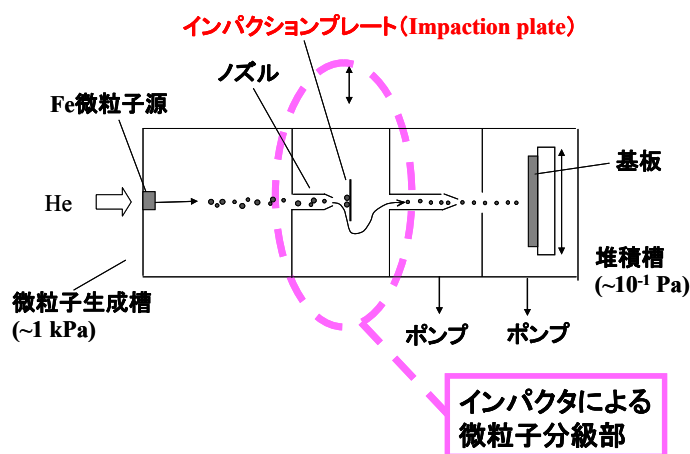 インパクションプレート（Impaction plate）
ノズル
Fe微粒子源
He
基板
堆積槽
(~10-1 Pa)
微粒子生成槽
(~1 kPa)
ポンプ
ポンプ
インパクタによる
微粒子分級部